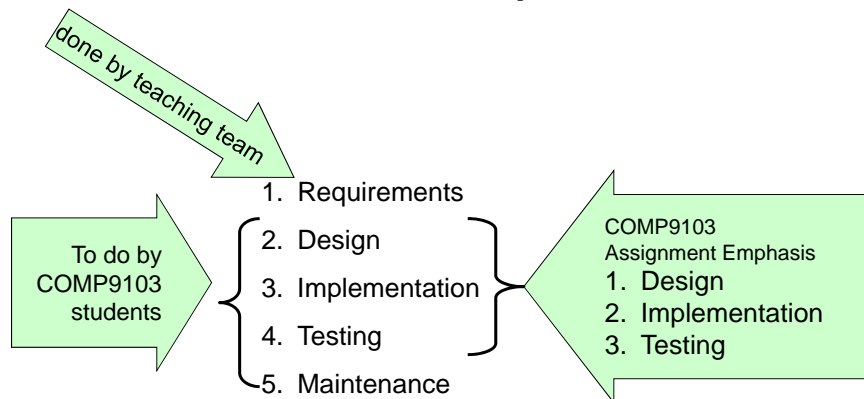 done by teaching team
1. Requirements
2. Design
3. Implementation
4. Testing
5. Maintenance
To do by
COMP9103
students
COMP9103
Assignment Emphasis
1. Design
2. Implementation
3. Testing